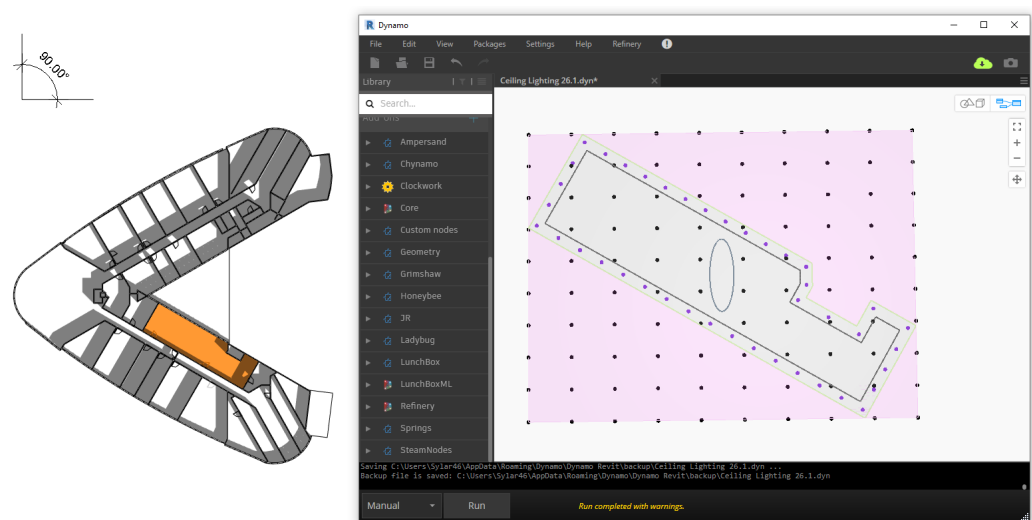 90.00°
Dynamo
File Edit View Packages Settings Help Refinery
Library
Ceiling Lighting 26.1.dyn*
Search...
Add-ons
Ampersand
Chynamo
Clockwork
Core
Custom nodes
Geometry
Grimshaw
Honeybee
JR
Ladybug
LunchBox
LunchBoxML
Refinery
Springs
SteamNodes
Saving C:\Users\Sylar46\AppData\Roaming\Dynamo\Dynamo Revit\backup\Ceiling Lighting 26.1.dyn ...
Backup file is saved: C:\Users\Sylar46\AppData\Roaming\Dynamo\Dynamo Revit\backup\Ceiling Lighting 26.1.dyn
Manual Run Run completed with warnings.